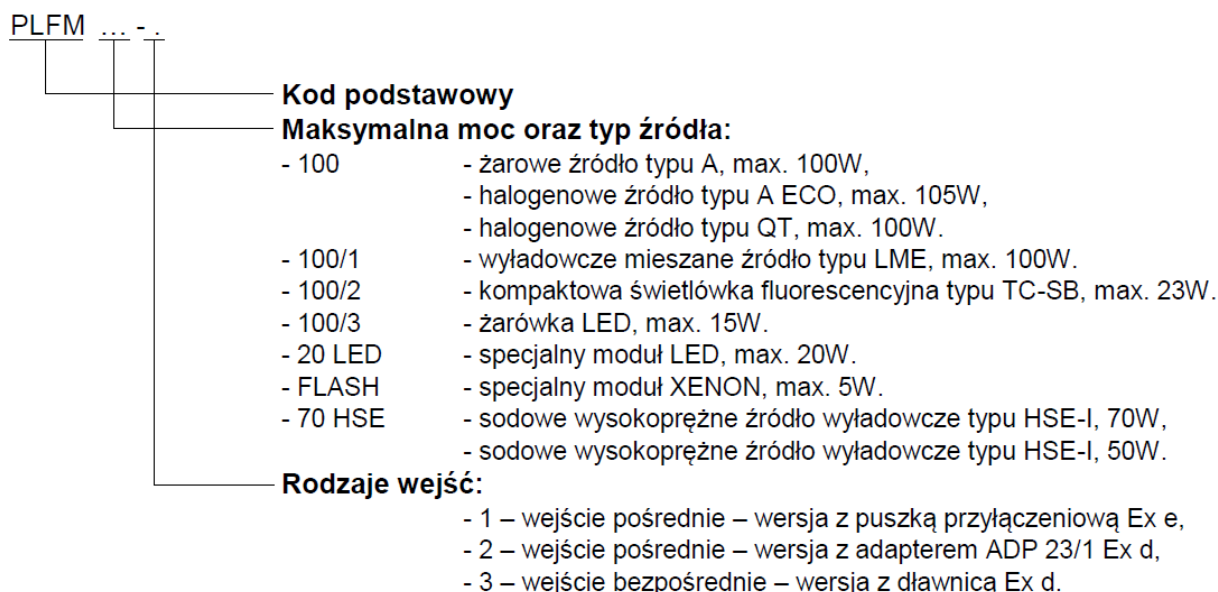 PLFM ... - .
Kod podstawowy
Maksymalna moc oraz typ źródła:
- 100 - żarowe źródło typu A, max. 100W,
- halogenowe źródło typu A ECO, max. 105W,
- halogenowe źródło typu QT, max. 100W.
- 100/1 - wyładowcze mieszane źródło typu LME, max. 100W.
- 100/2 - kompaktowa świetlówka fluorescencyjna typu TC-SB, max. 23W.
- 100/3 - żarówka LED, max. 15W.
- 20 LED - specjalny moduł LED, max. 20W.
- FLASH - specjalny moduł XENON, max. 5W.
- 70 HSE - sodowe wysokoprężne źródło wyładowcze typu HSE-I, 70W,
- sodowe wysokoprężne źródło wyładowcze typu HSE-I, 50W.
Rodzaje wejść:
- 1 – wejście pośrednie – wersja z puszką przyłączeniową Ex e,
- 2 – wejście pośrednie – wersja z adapterem ADP 23/1 Ex d,
- 3 – wejście bezpośrednie – wersja z dławnicą Ex d.